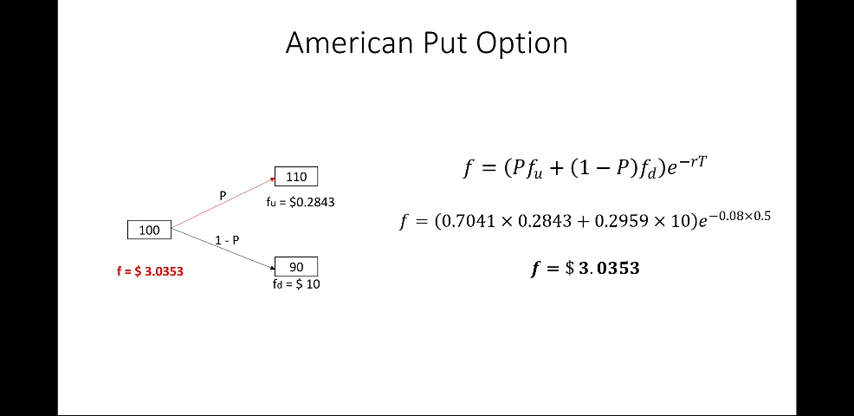 American Put Option
110
P
fu = $0.2843
100
1 - P
90
f = $ 3.0353
fd = $ 10
f = (Pfᵤ + (1 − P)f_d)e^−rT
f = (0.7041 × 0.2843 + 0.2959 × 10)e^−0.08×0.5
f = $ 3.0353